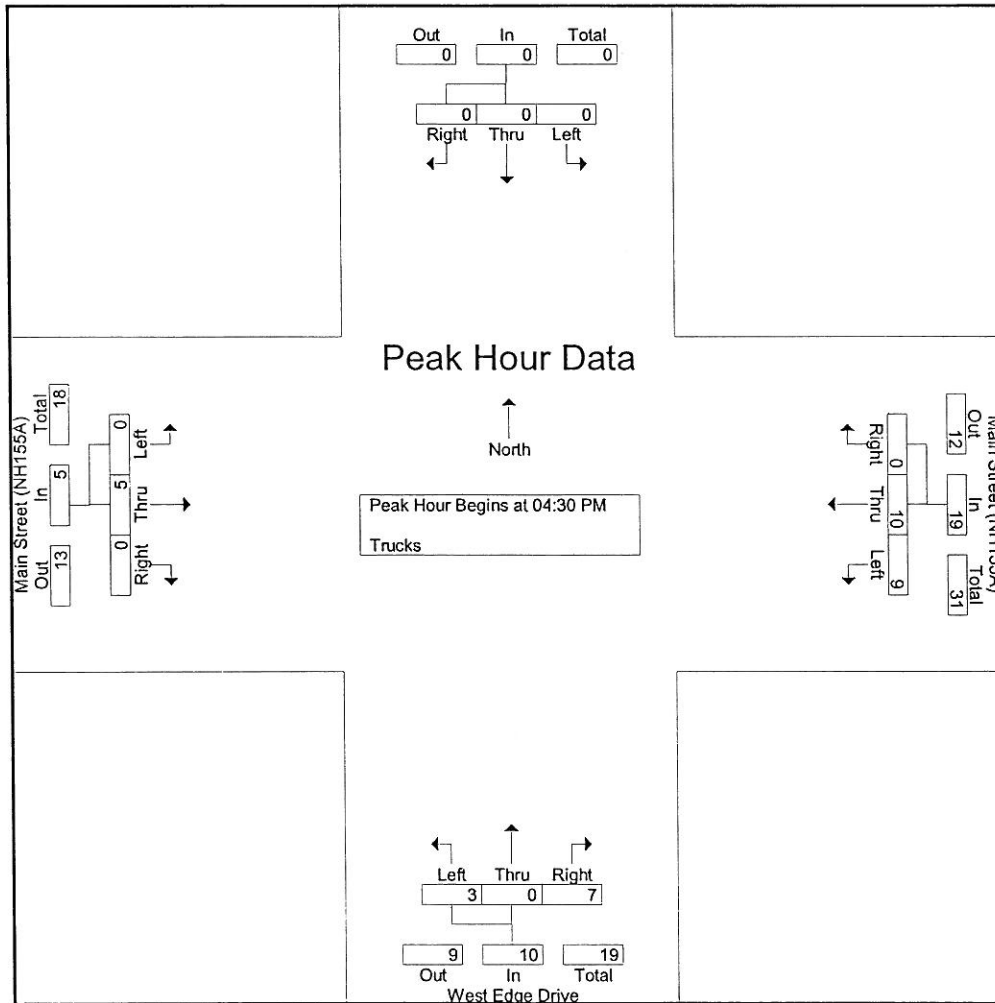 Out In Total
0 0 0
0 0 0
Right Thru Left
Peak Hour Data
North
Peak Hour Begins at 04:30 PM
Trucks
Main Street (NH155A)
Total In Out
18 5 13
0 5 0
Left Thru Right
Right Thru Left
0 10 9
12 19 31
Out In Total
Main Street (NH155A)
Left Thru Right
3 0 7
9 10 19
Out In Total
West Edge Drive